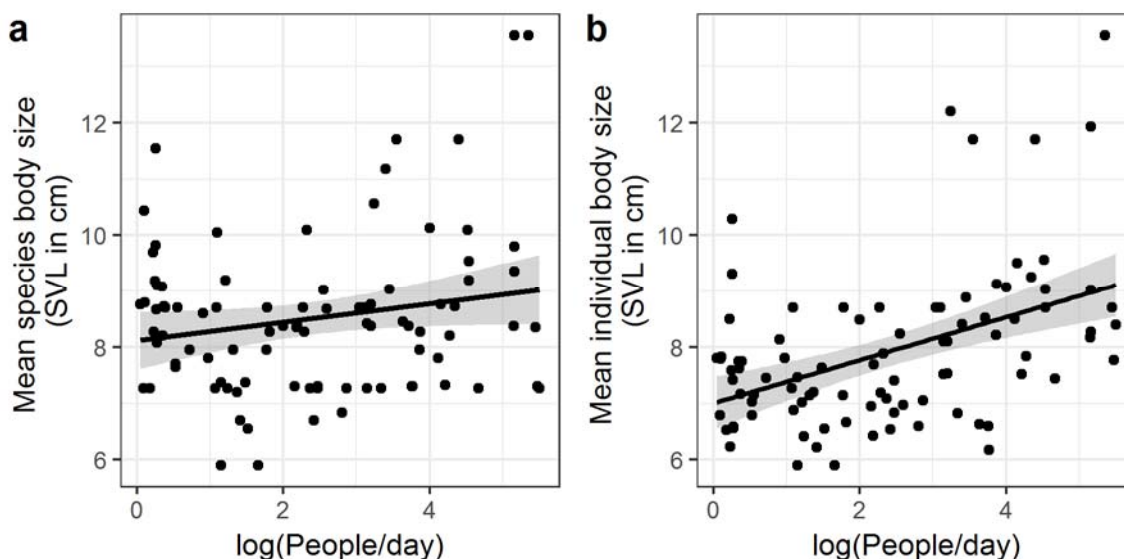 a
Mean species body size
(SVL in cm)
12
10
8
6
0
2
4
log(People/day)
b
Mean individual body size
(SVL in cm)
12
10
8
6
0
2
4
log(People/day)